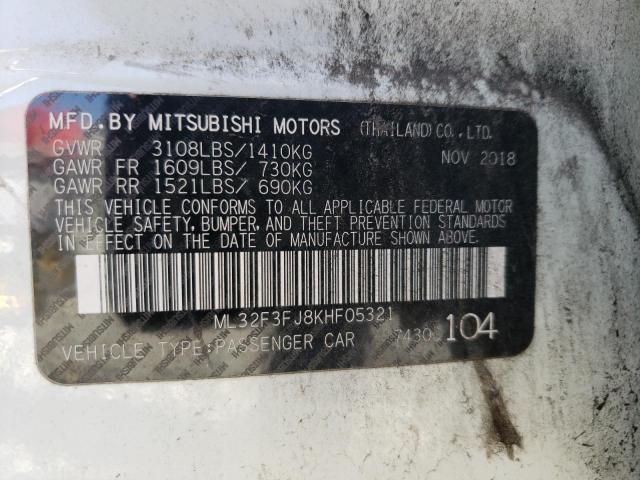 MFD.BY MITSUBISHI MOTORS (THAILAND)CO.,LTD.
GVWR 3108LBS/1410KG NOV 2018
GAWR FR 1609LBS/ 730KG
GAWR RR 1521LBS/ 690KG
THIS VEHICLE CONFORMS TO ALL APPLICABLE FEDERAL MOTOR
VEHICLE SAFETY, BUMPER, AND THEFT PREVENTION STANDARDS
IN EFFECT ON THE DATE OF MANUFACTURE SHOWN ABOVE.
ML32F3FJ8KHF05321
VEHICLE TYPE:PASSENGER CAR 104